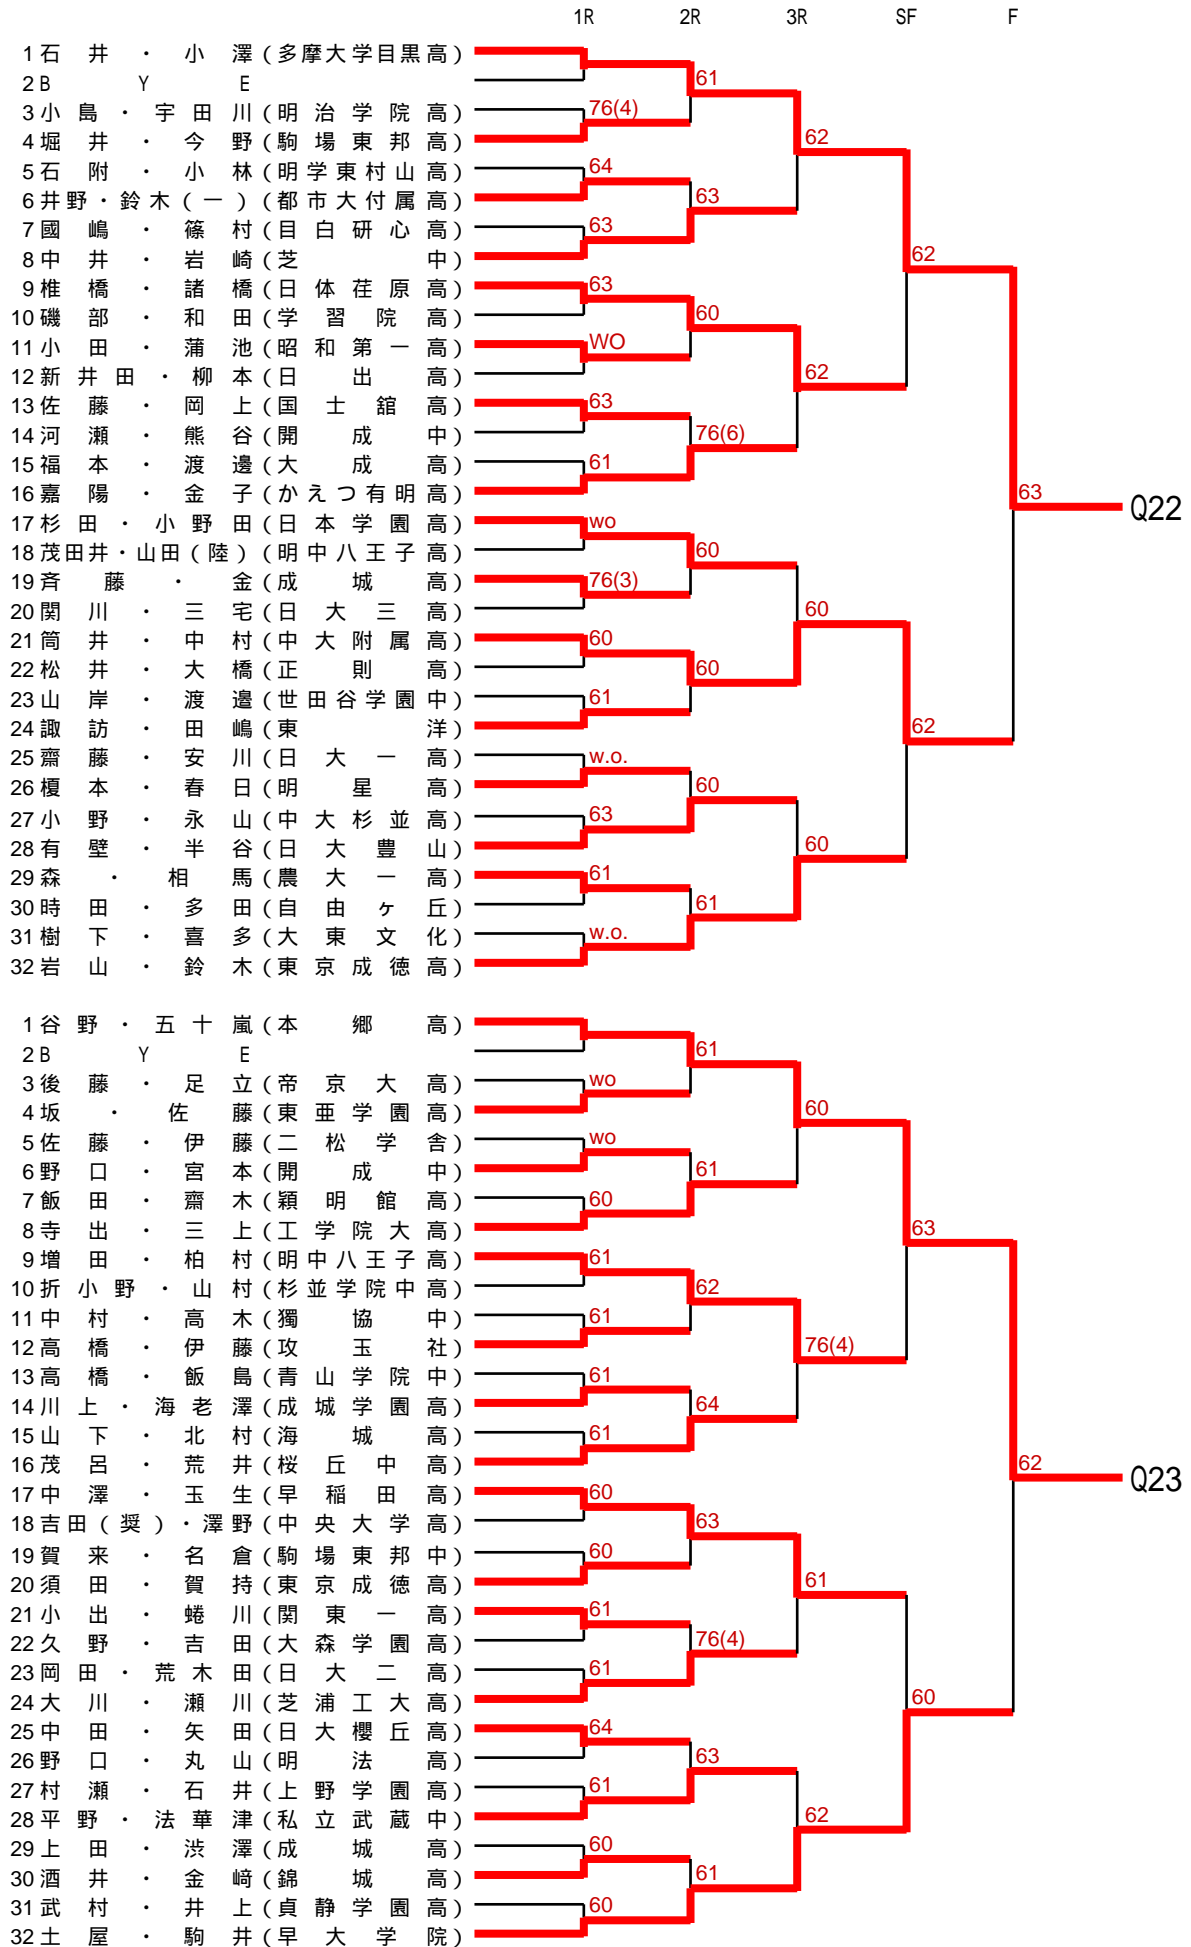 1R 2R 3R SF F
1 石井・小澤(多摩大学目黒高)
2 BYE
61
3 小島・宇田川(明治学院高) 76(4)
4 堀井・今野(駒場東邦高) 62
5 石附・小林(明学東村山高) 64
6 井野・鈴木(一)(都市大付属高) 63
7 國嶋・篠村(目白研心高) 63
8 中井・岩崎(芝中) 62
9 椎橋・諸橋(日体荏原高) 63
10 磯部・和田(学習院高) 60
11 小田・蒲池(昭和第一高) WO
12 新井田・柳本(日出高) 62
13 佐藤・岡上(国士舘高) 63
14 河瀬・熊谷(開成中) 76(6)
15 福本・渡邊(大成高) 61
16 嘉陽・金子(かえつ有明高) 63
Q22
17 杉田・小野田(日本学園高) wo
18 茂田井・山田(陸)(明中八王子高) 60
19 斉藤・金(成城高) 76(3)
20 関川・三宅(日大三高) 60
21 筒井・中村(中大附属高) 60
22 松井・大橋(正則高) 60
23 山岸・渡邉(世田谷学園中) 61
24 諏訪・田嶋(東洋) 62
25 齋藤・安川(日大一高) w.o.
26 榎本・春日(明星高) 60
27 小野・永山(中大杉並高) 63
28 有壁・半谷(日大豊山) 60
29 森・相馬(農大一高) 61
30 時田・多田(自由ヶ丘) 61
31 樹下・喜多(大東文化) w.o.
32 岩山・鈴木(東京成徳高)
1 谷野・五十嵐(本郷高)
2 BYE
61
3 後藤・足立(帝京大高) wo
4 坂・佐藤(東亜学園高) 60
5 佐藤・伊藤(二松学舎) wo
6 野口・宮本(開成中) 61
7 飯田・齋木(穎明館高) 60
8 寺出・三上(工学院大高) 63
9 増田・柏村(明中八王子高) 61
10 折小野・山村(杉並学院中高) 62
11 中村・高木(獨協中) 61
12 高橋・伊藤(攻玉社) 76(4)
13 高橋・飯島(青山学院中) 61
14 川上・海老澤(成城学園高) 64
15 山下・北村(海城高) 61
16 茂呂・荒井(桜丘中高) 62
Q23
17 中澤・玉生(早稲田高) 60
18 吉田(奨)・澤野(中央大学高) 63
19 賀来・名倉(駒場東邦中) 60
20 須田・賀持(東京成徳高) 61
21 小出・蜷川(関東一高) 61
22 久野・吉田(大森学園高) 76(4)
23 岡田・荒木田(日大二高) 61
24 大川・瀬川(芝浦工大高) 60
25 中田・矢田(日大櫻丘高) 64
26 野口・丸山(明法高) 63
27 村瀬・石井(上野学園高) 61
28 平野・法華津(私立武蔵中) 62
29 上田・渋澤(成城高) 60
30 酒井・金﨑(錦城高) 61
31 武村・井上(貞静学園高) 60
32 土屋・駒井(早大学院)